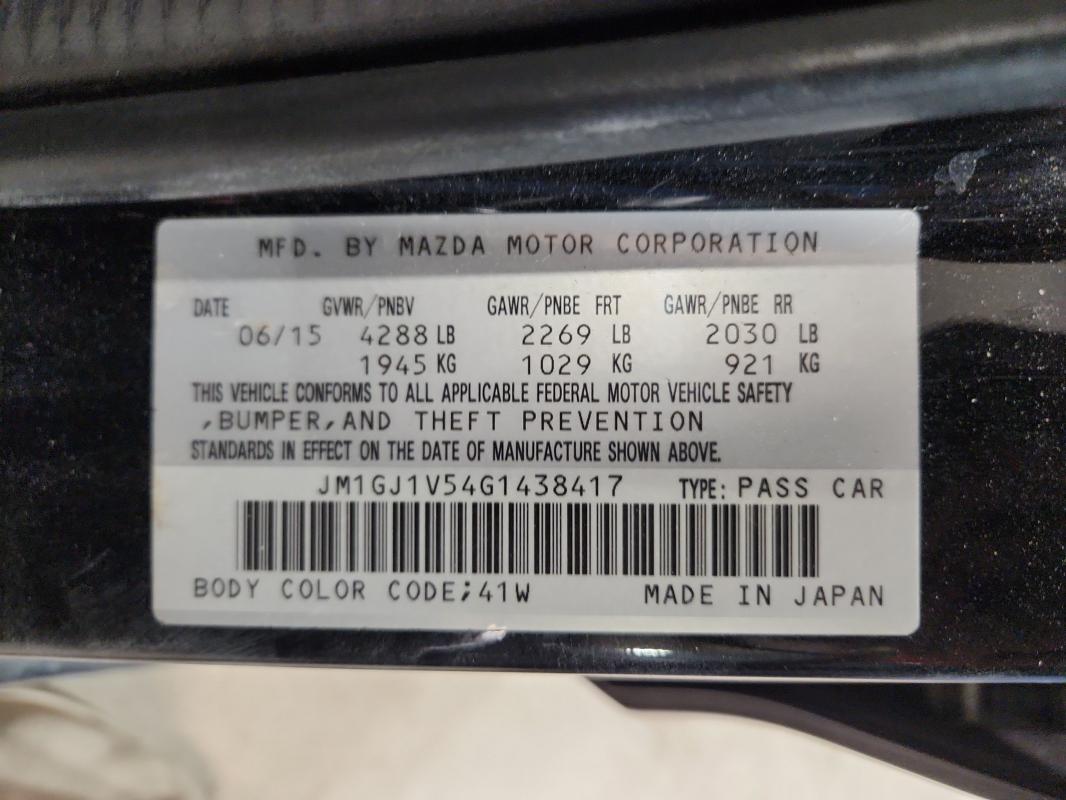 MFD. BY MAZDA MOTOR CORPORATION
DATE GVWR/PNBV GAWR/PNBE FRT GAWR/PNBE RR
06/15 4288 LB 2269 LB 2030 LB
1945 KG 1029 KG 921 KG
THIS VEHICLE CONFORMS TO ALL APPLICABLE FEDERAL MOTOR VEHICLE SAFETY
,BUMPER,AND THEFT PREVENTION
STANDARDS IN EFFECT ON THE DATE OF MANUFACTURE SHOWN ABOVE.
JM1GJ1V54G1438417 TYPE: PASS CAR
BODY COLOR CODE;41W MADE IN JAPAN